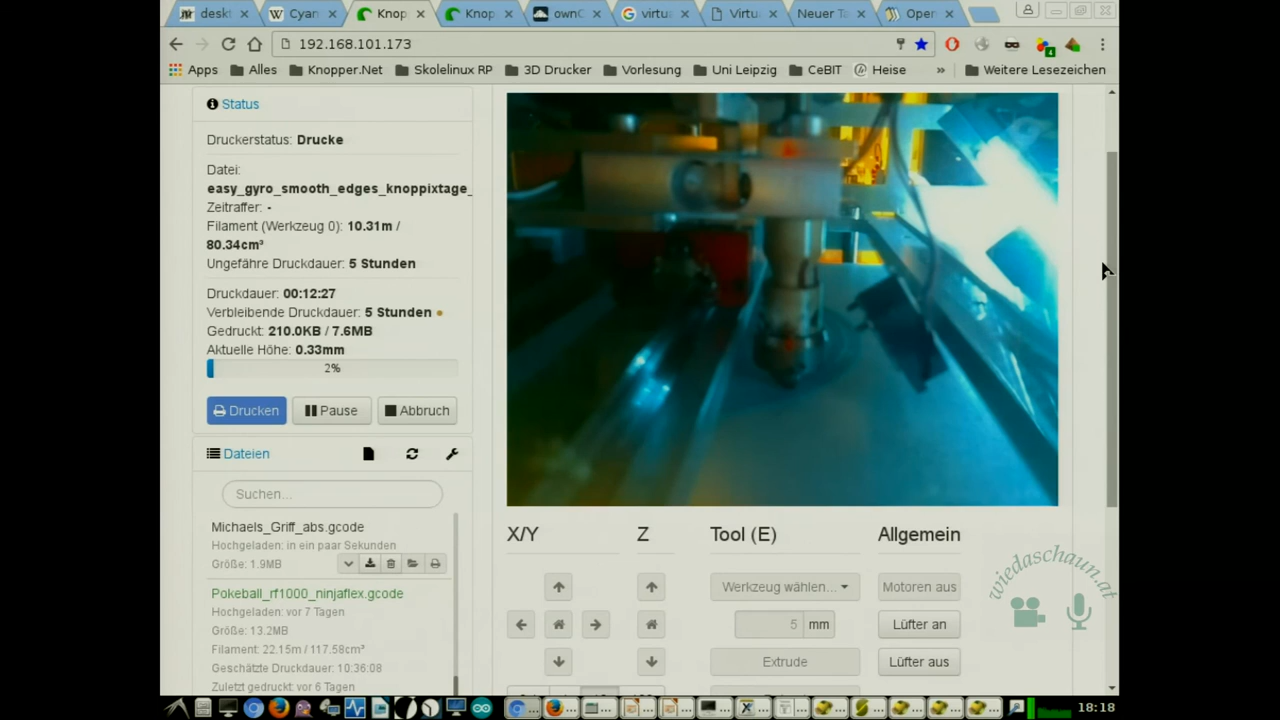 deskt
Cyan
Knop
Knop
ownC
virtu
Virtu
Neuer Ta
Oper
192.168.101.173
4
Apps
Alles
Knopper.Net
Skolelinux RP
3D Drucker
Vorlesung
Uni Leipzig
CeBIT
Heise
»
Weitere Lesezeichen
Status
Druckerstatus: Drucke
Datei:
easy_gyro_smooth_edges_knoppixtage_
Zeitraffer: -
Filament (Werkzeug 0): 10.31m /
80.34cm³
Ungefähre Druckdauer: 5 Stunden
Druckdauer: 00:12:27
Verbleibende Druckdauer: 5 Stunden
Gedruckt: 210.0KB / 7.6MB
Aktuelle Höhe: 0.33mm
2%
Drucken
Pause
Abbruch
Dateien
Suchen...
Michaels_Griff_abs.gcode
Hochgeladen: in ein paar Sekunden
Größe: 1.9MB
Pokeball_rf1000_ninjaflex.gcode
Hochgeladen: vor 7 Tagen
Größe: 13.2MB
Filament: 22.15m / 117.58cm³
Geschätzte Druckdauer: 10:36:08
Zuletzt gedruckt: vor 6 Tagen
X/Y
Z
Tool (E)
Allgemein
Werkzeug wählen...
Motoren aus
5 mm
Lüfter an
Extrude
Lüfter aus
wiedaschaun.at
18:18